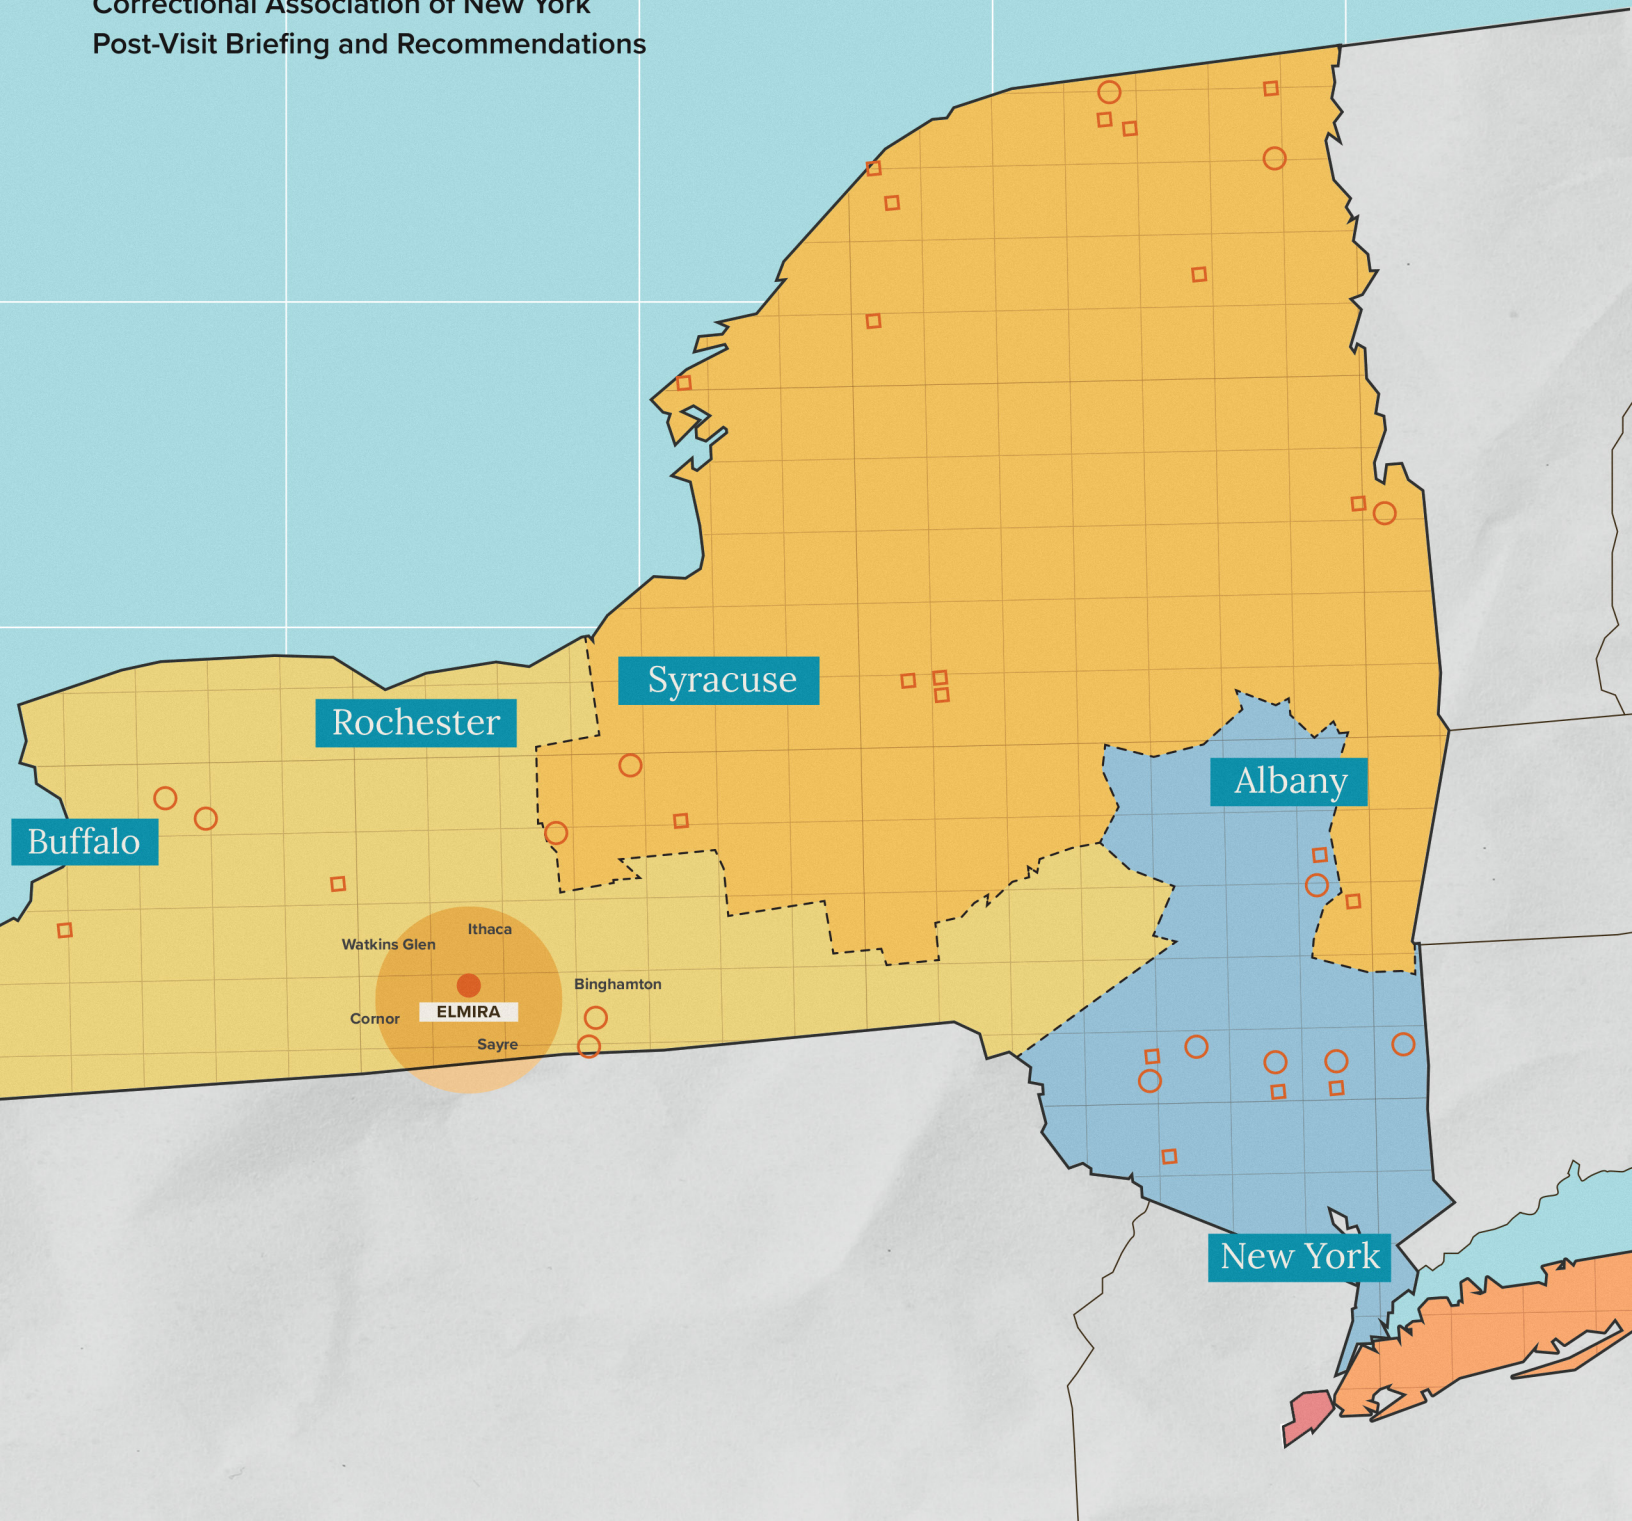 Correctional Association of New York
Post-Visit Briefing and Recommendations
Syracuse
Rochester
Albany
Buffalo
Ithaca
Watkins Glen
Binghamton
ELMIRA
Cornor
Sayre
New York